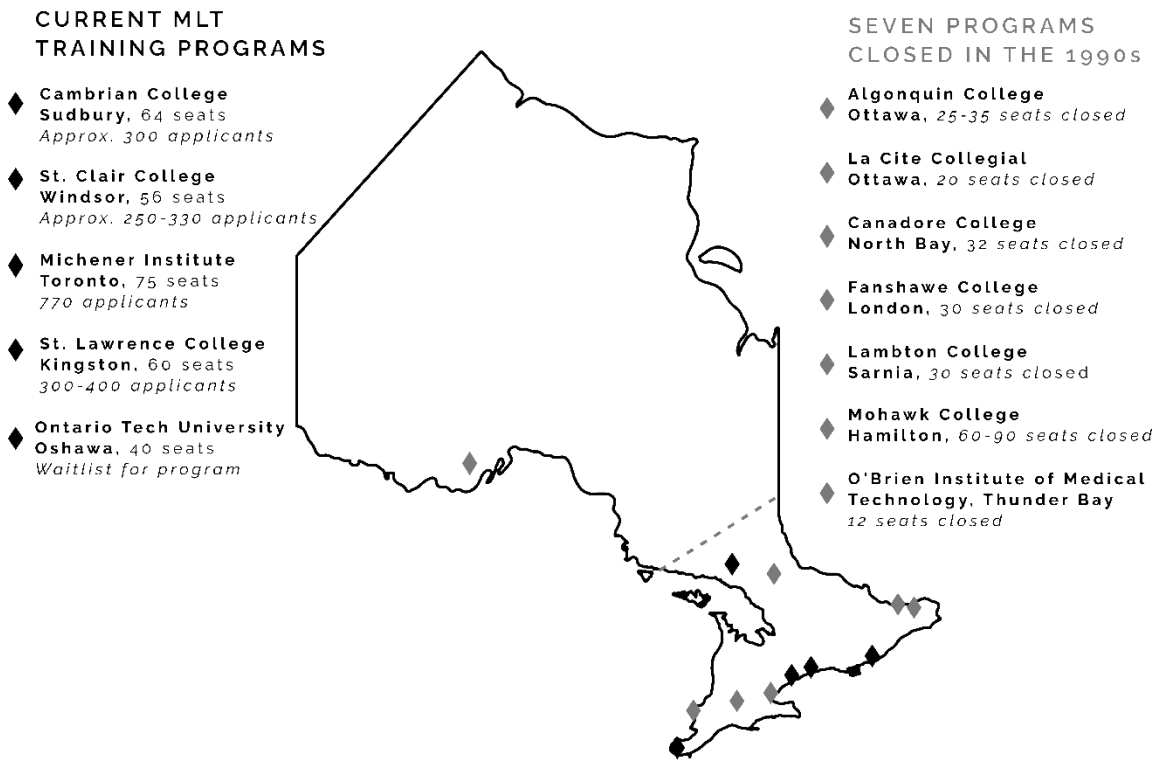 CURRENT MLT
TRAINING PROGRAMS
Cambrian College
Sudbury, 64 seats
Approx. 300 applicants
St. Clair College
Windsor, 56 seats
Approx. 250-330 applicants
Michener Institute
Toronto, 75 seats
770 applicants
St. Lawrence College
Kingston, 60 seats
300-400 applicants
Ontario Tech University
Oshawa, 40 seats
Waitlist for program
SEVEN PROGRAMS
CLOSED IN THE 1990s
Algonquin College
Ottawa, 25-35 seats closed
La Cite Collegial
Ottawa, 20 seats closed
Canadore College
North Bay, 32 seats closed
Fanshawe College
London, 30 seats closed
Lambton College
Sarnia, 30 seats closed
Mohawk College
Hamilton, 60-90 seats closed
O'Brien Institute of Medical
Technology, Thunder Bay
12 seats closed